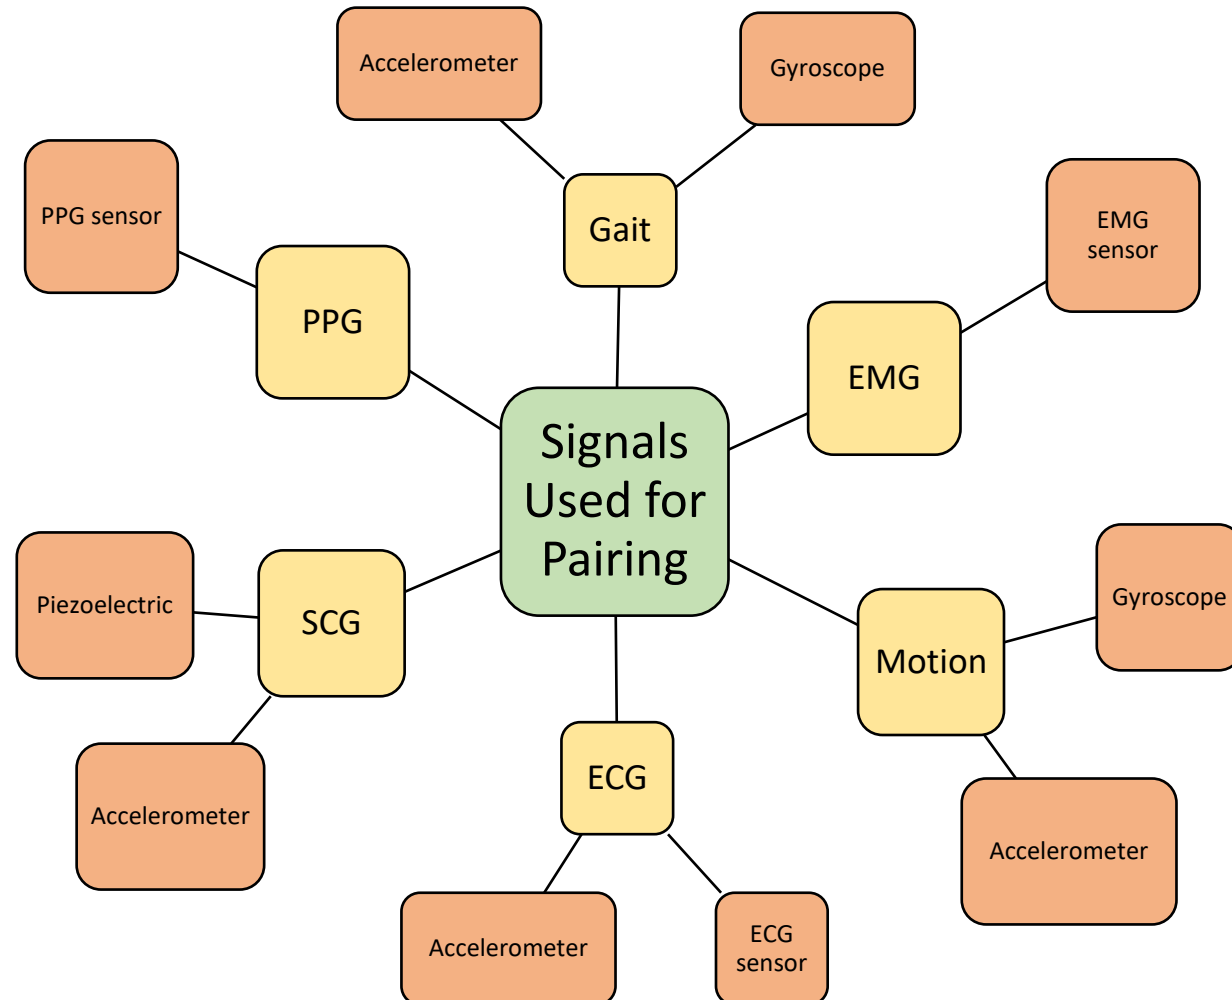 Accelerometer
Gyroscope
Gait
PPG sensor
PPG
EMG
sensor
EMG
Signals
Used for
Pairing
Piezoelectric
SCG
Accelerometer
Gyroscope
Motion
Accelerometer
ECG
Accelerometer
ECG
sensor